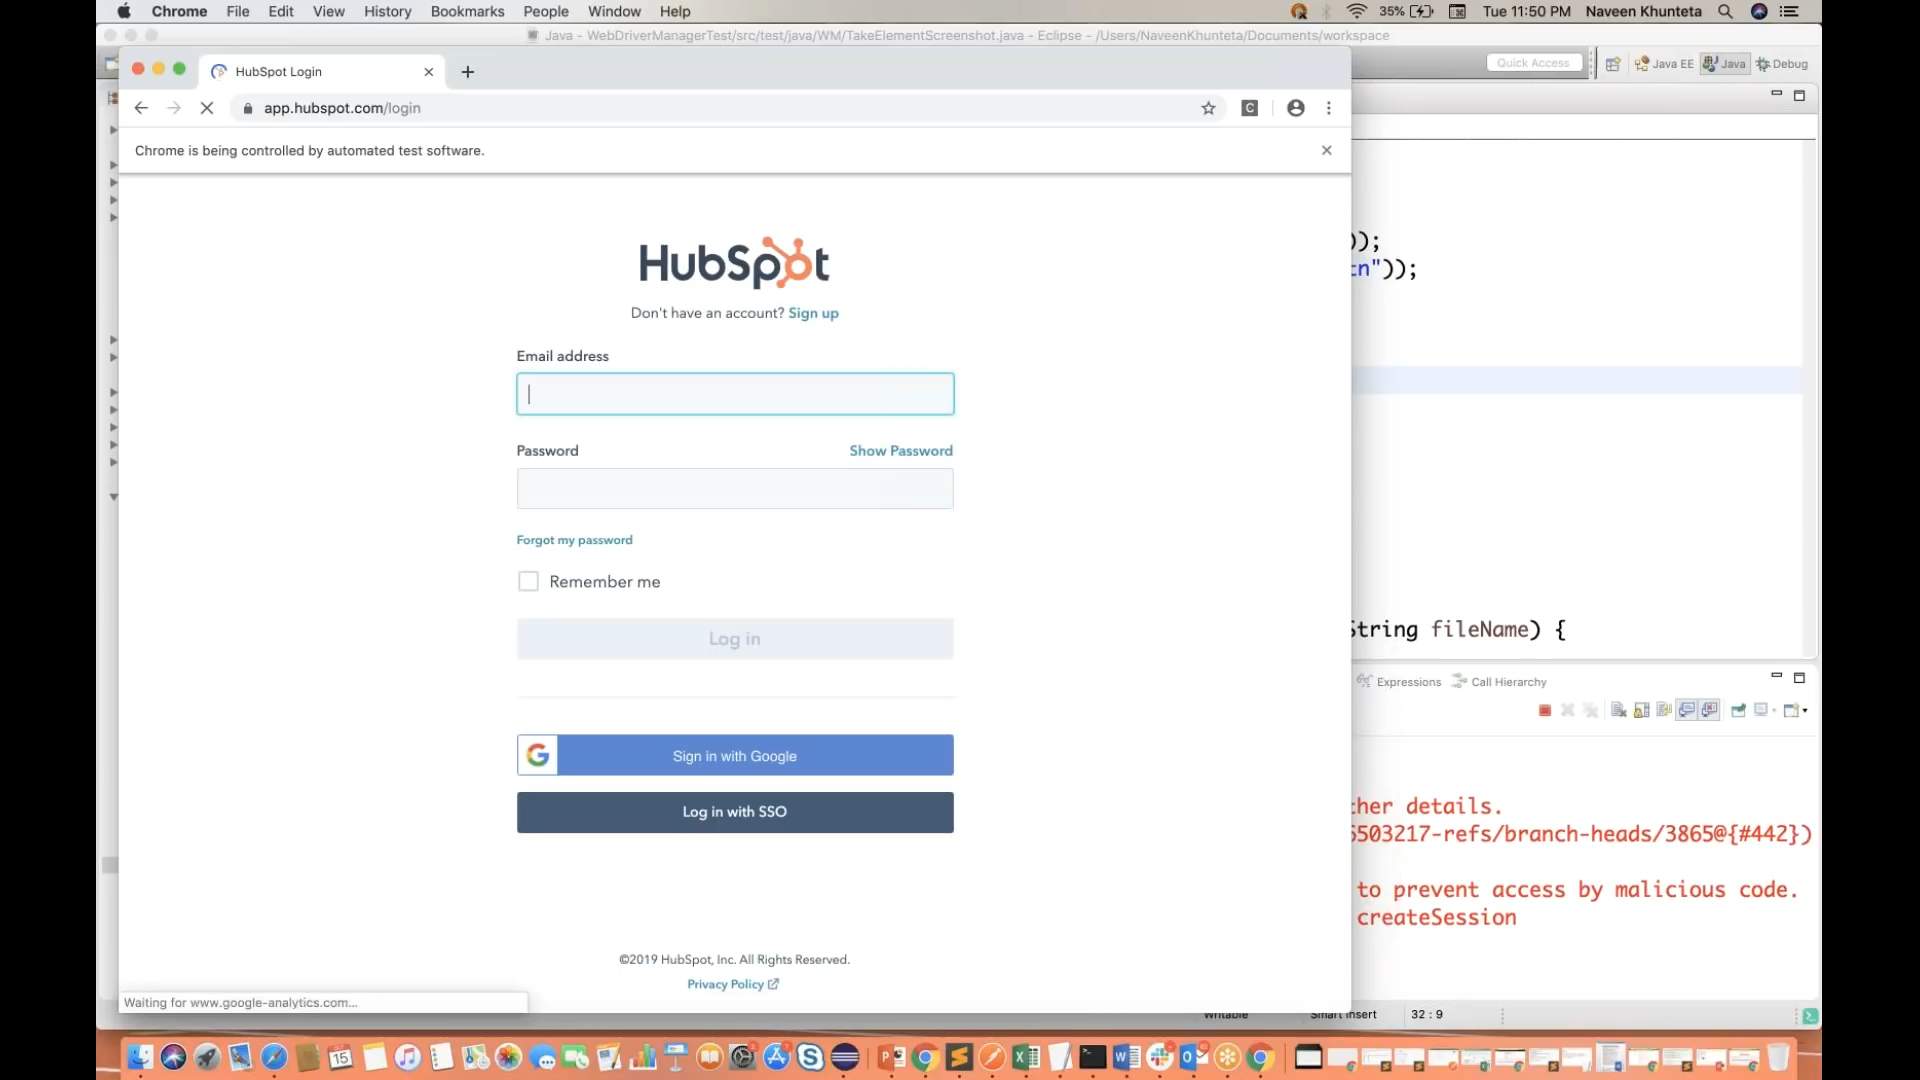 Chrome File Edit View History Bookmarks People Window Help
35% Tue 11:50 PM Naveen Khunteta
Java - WebDriverManagerTest/src/test/java/WM/TakeElementScreenshot.java - Eclipse - /Users/NaveenKhunteta/Documents/workspace
HubSpot Login
Quick Access
Java EE Java Debug
app.hubspot.com/login
C
Chrome is being controlled by automated test software.
));
tn"));
HubSpot
Don't have an account? Sign up
Email address
Password Show Password
Forgot my password
Remember me
Log in
String fileName) {
Expressions Call Hierarchy
G Sign in with Google
Log in with SSO
ther details.
6503217-refs/branch-heads/3865@{#442})
to prevent access by malicious code.
createSession
©2019 HubSpot, Inc. All Rights Reserved.
Privacy Policy
Waiting for www.google-analytics.com...
Writable Smart Insert 32 : 9
15